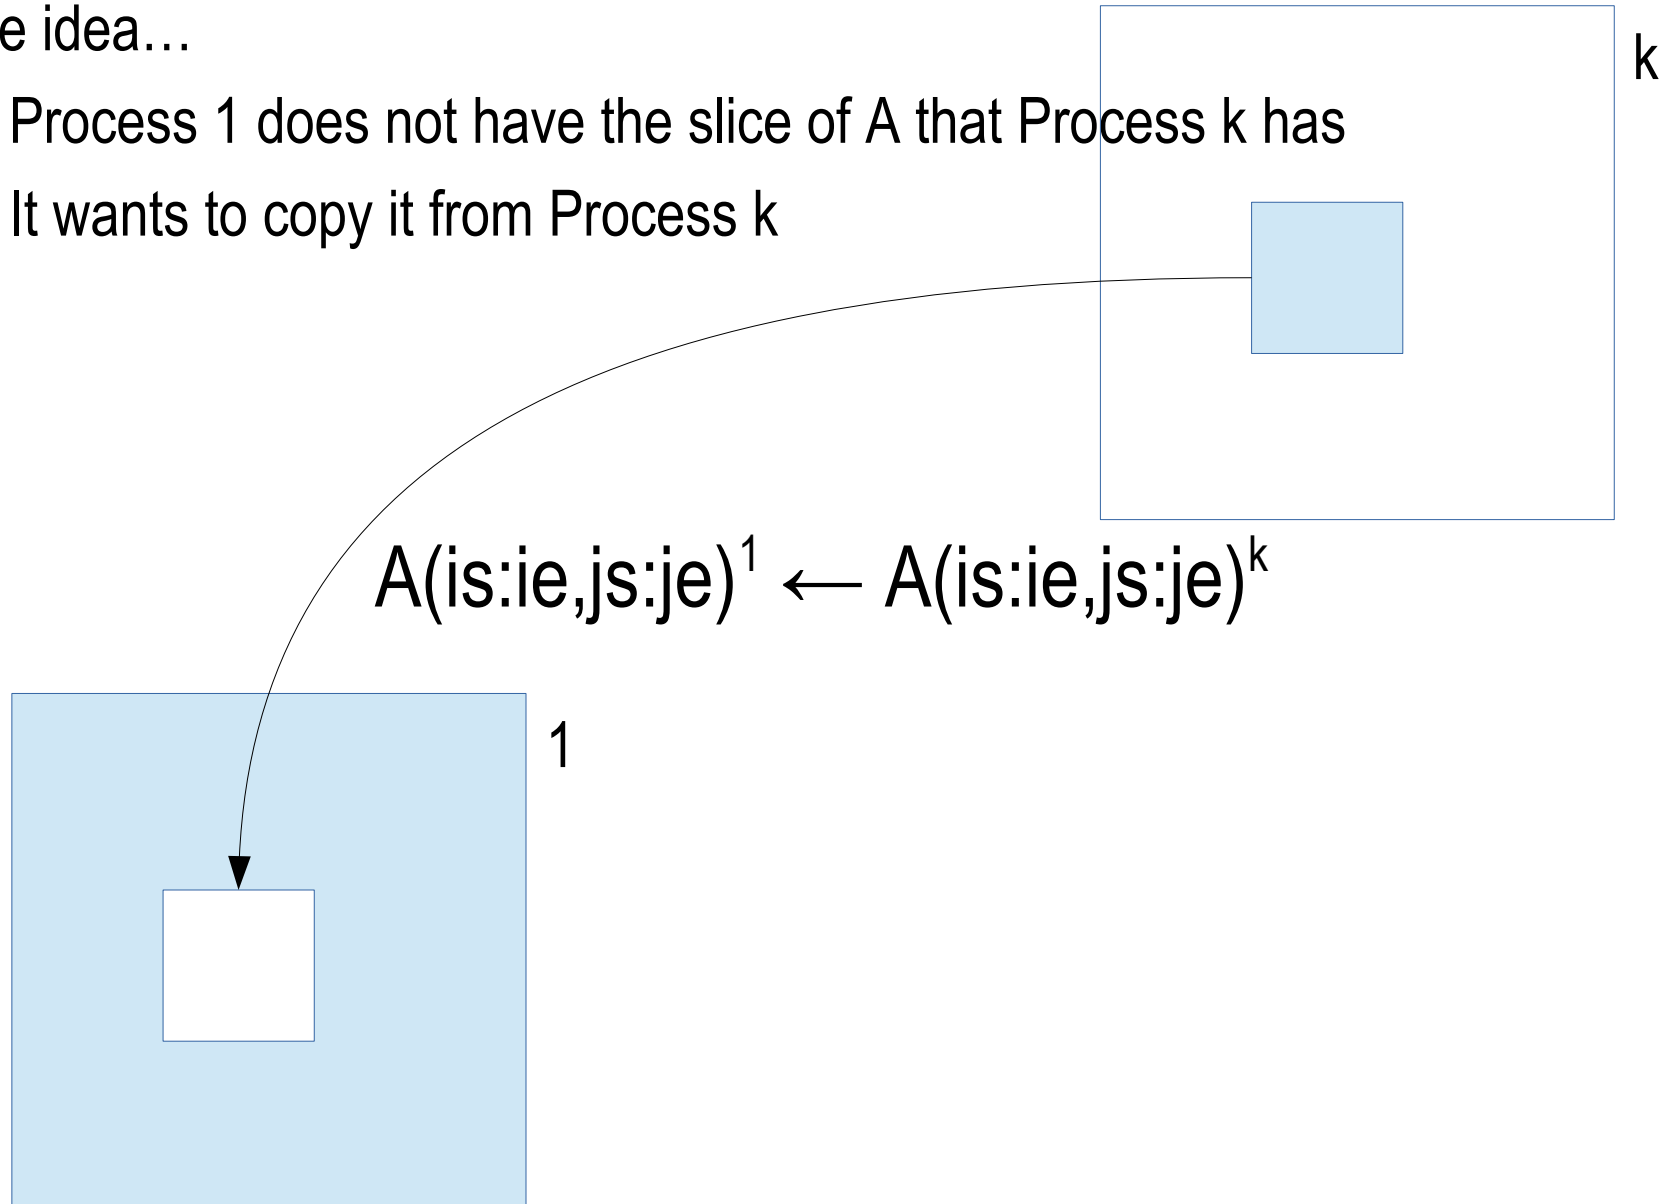 e idea…
k
Process 1 does not have the slice of A that Process k has
It wants to copy it from Process k
A(is:ie,js:je)¹ ← A(is:ie,js:je)ᵏ
1